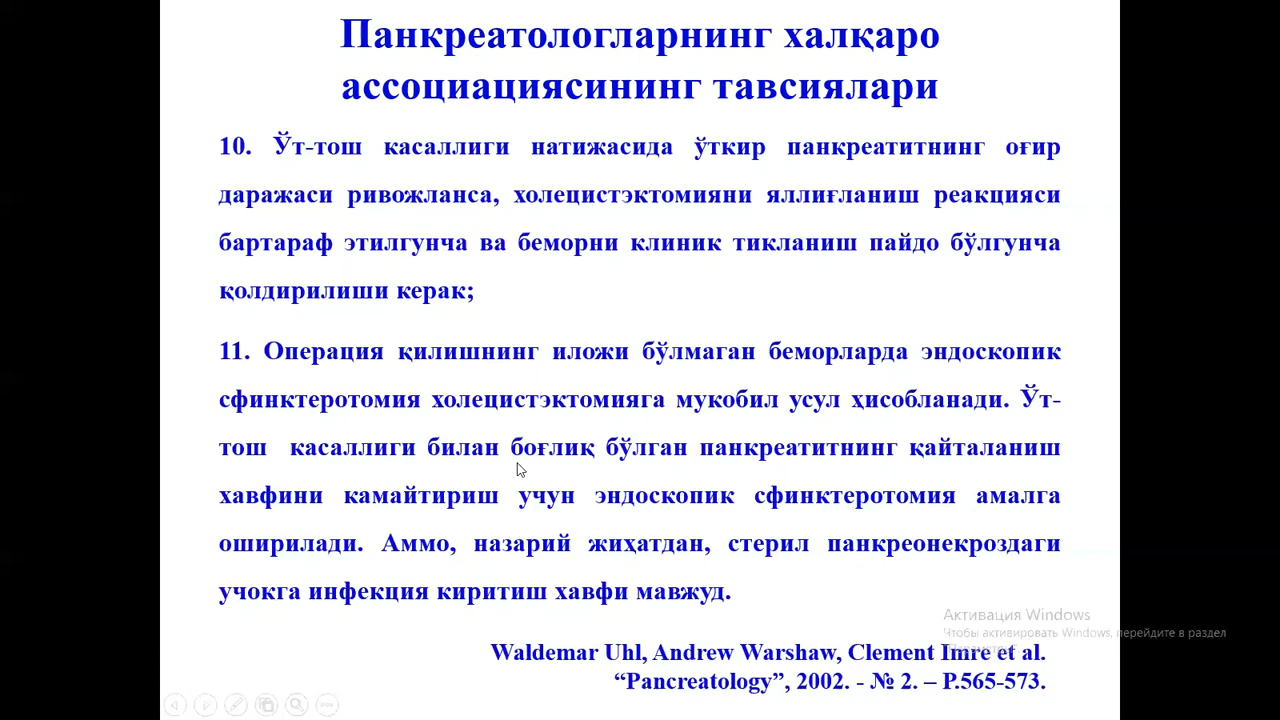 Панкреатологларнинг халқаро
ассоциациясининг тавсиялари
10. Ўт-тош касаллиги натижасида ўткир панкреатитнинг оғир
даражаси ривожланса, холецистэктомияни яллиғланиш реакцияси
бартараф этилгунча ва беморни клиник тикланиш пайдо бўлгунча
қолдирилиши керак;
11. Операция қилишнинг иложи бўлмаган беморларда эндоскопик
сфинктеротомия холецистэктомияга мукобил усул ҳисобланади. Ўт-
тош касаллиги билан боғлиқ бўлган панкреатитнинг қайталаниш
хавфини камайтириш учун эндоскопик сфинктеротомия амалга
оширилади. Аммо, назарий жиҳатдан, стерил панкреонекроздаги
учокга инфекция киритиш хавфи мавжуд.
Активация Windows
Чтобы активировать Windows, перейдите в раздел
Waldemar Uhl, Andrew Warshaw, Clement Imre et al.
“Pancreatology”, 2002. - № 2. – P.565-573.